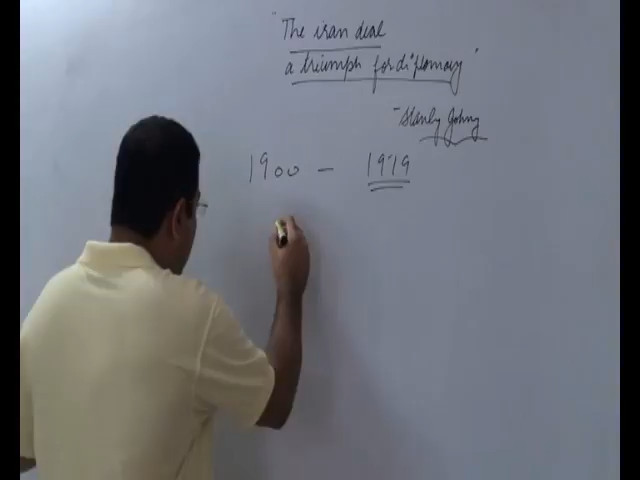 "The iran deal
a triumph for diplomacy"
- Stanly Johny
1900 - 1979